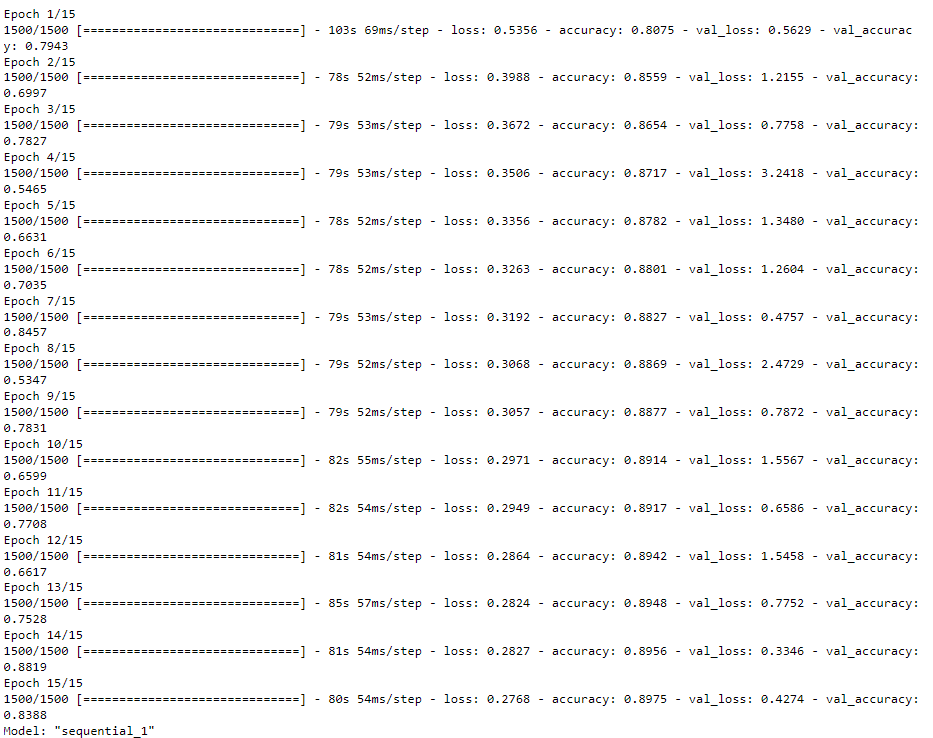 Epoch 1/15
1500/1500 [==============================] - 103s 69ms/step - loss: 0.5356 - accuracy: 0.8075 - val_loss: 0.5629 - val_accurac
y: 0.7943
Epoch 2/15
1500/1500 [==============================] - 78s 52ms/step - loss: 0.3988 - accuracy: 0.8559 - val_loss: 1.2155 - val_accuracy:
0.6997
Epoch 3/15
1500/1500 [==============================] - 79s 53ms/step - loss: 0.3672 - accuracy: 0.8654 - val_loss: 0.7758 - val_accuracy:
0.7827
Epoch 4/15
1500/1500 [==============================] - 79s 53ms/step - loss: 0.3506 - accuracy: 0.8717 - val_loss: 3.2418 - val_accuracy:
0.5465
Epoch 5/15
1500/1500 [==============================] - 78s 52ms/step - loss: 0.3356 - accuracy: 0.8782 - val_loss: 1.3480 - val_accuracy:
0.6631
Epoch 6/15
1500/1500 [==============================] - 78s 52ms/step - loss: 0.3263 - accuracy: 0.8801 - val_loss: 1.2604 - val_accuracy:
0.7035
Epoch 7/15
1500/1500 [==============================] - 79s 53ms/step - loss: 0.3192 - accuracy: 0.8827 - val_loss: 0.4757 - val_accuracy:
0.8457
Epoch 8/15
1500/1500 [==============================] - 79s 52ms/step - loss: 0.3068 - accuracy: 0.8869 - val_loss: 2.4729 - val_accuracy:
0.5347
Epoch 9/15
1500/1500 [==============================] - 79s 52ms/step - loss: 0.3057 - accuracy: 0.8877 - val_loss: 0.7872 - val_accuracy:
0.7831
Epoch 10/15
1500/1500 [==============================] - 82s 55ms/step - loss: 0.2971 - accuracy: 0.8914 - val_loss: 1.5567 - val_accuracy:
0.6599
Epoch 11/15
1500/1500 [==============================] - 82s 54ms/step - loss: 0.2949 - accuracy: 0.8917 - val_loss: 0.6586 - val_accuracy:
0.7708
Epoch 12/15
1500/1500 [==============================] - 81s 54ms/step - loss: 0.2864 - accuracy: 0.8942 - val_loss: 1.5458 - val_accuracy:
0.6617
Epoch 13/15
1500/1500 [==============================] - 85s 57ms/step - loss: 0.2824 - accuracy: 0.8948 - val_loss: 0.7752 - val_accuracy:
0.7528
Epoch 14/15
1500/1500 [==============================] - 81s 54ms/step - loss: 0.2827 - accuracy: 0.8956 - val_loss: 0.3346 - val_accuracy:
0.8819
Epoch 15/15
1500/1500 [==============================] - 80s 54ms/step - loss: 0.2768 - accuracy: 0.8975 - val_loss: 0.4274 - val_accuracy:
0.8388
Model: "sequential_1"